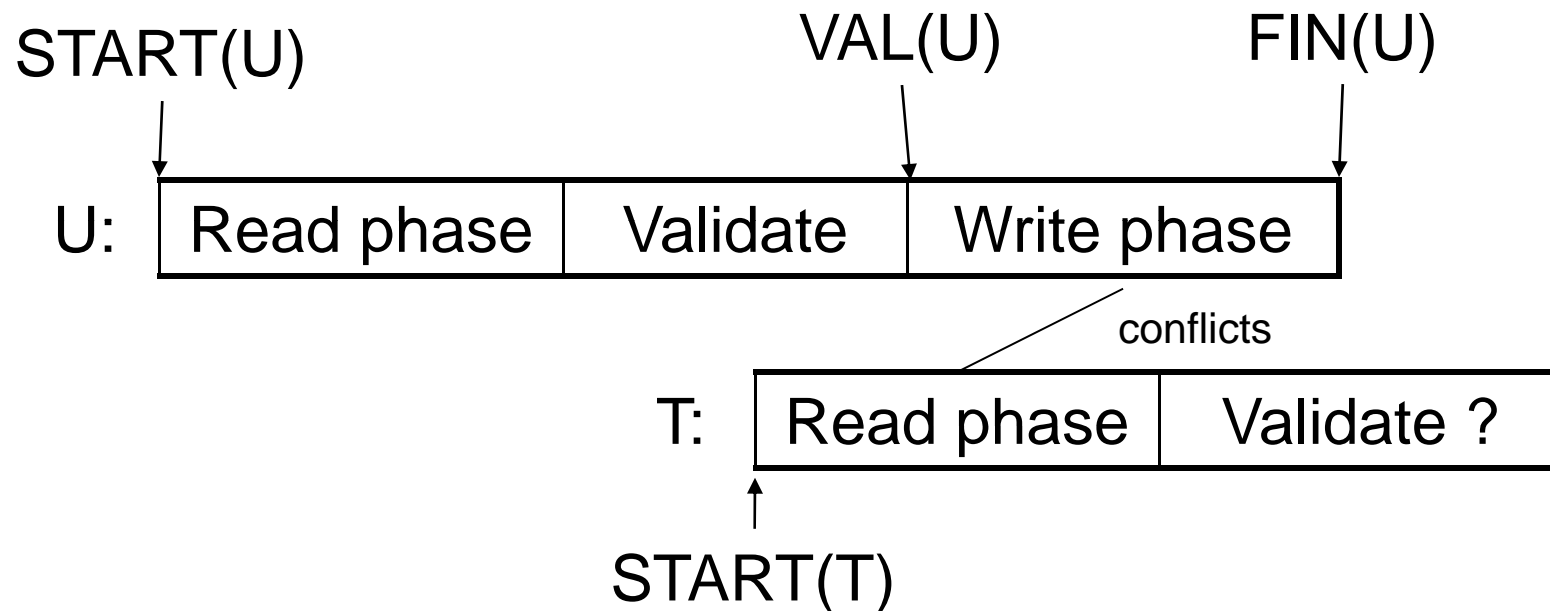 START(U) VAL(U) FIN(U)
U: Read phase Validate Write phase
conflicts
T: Read phase Validate ?
START(T)